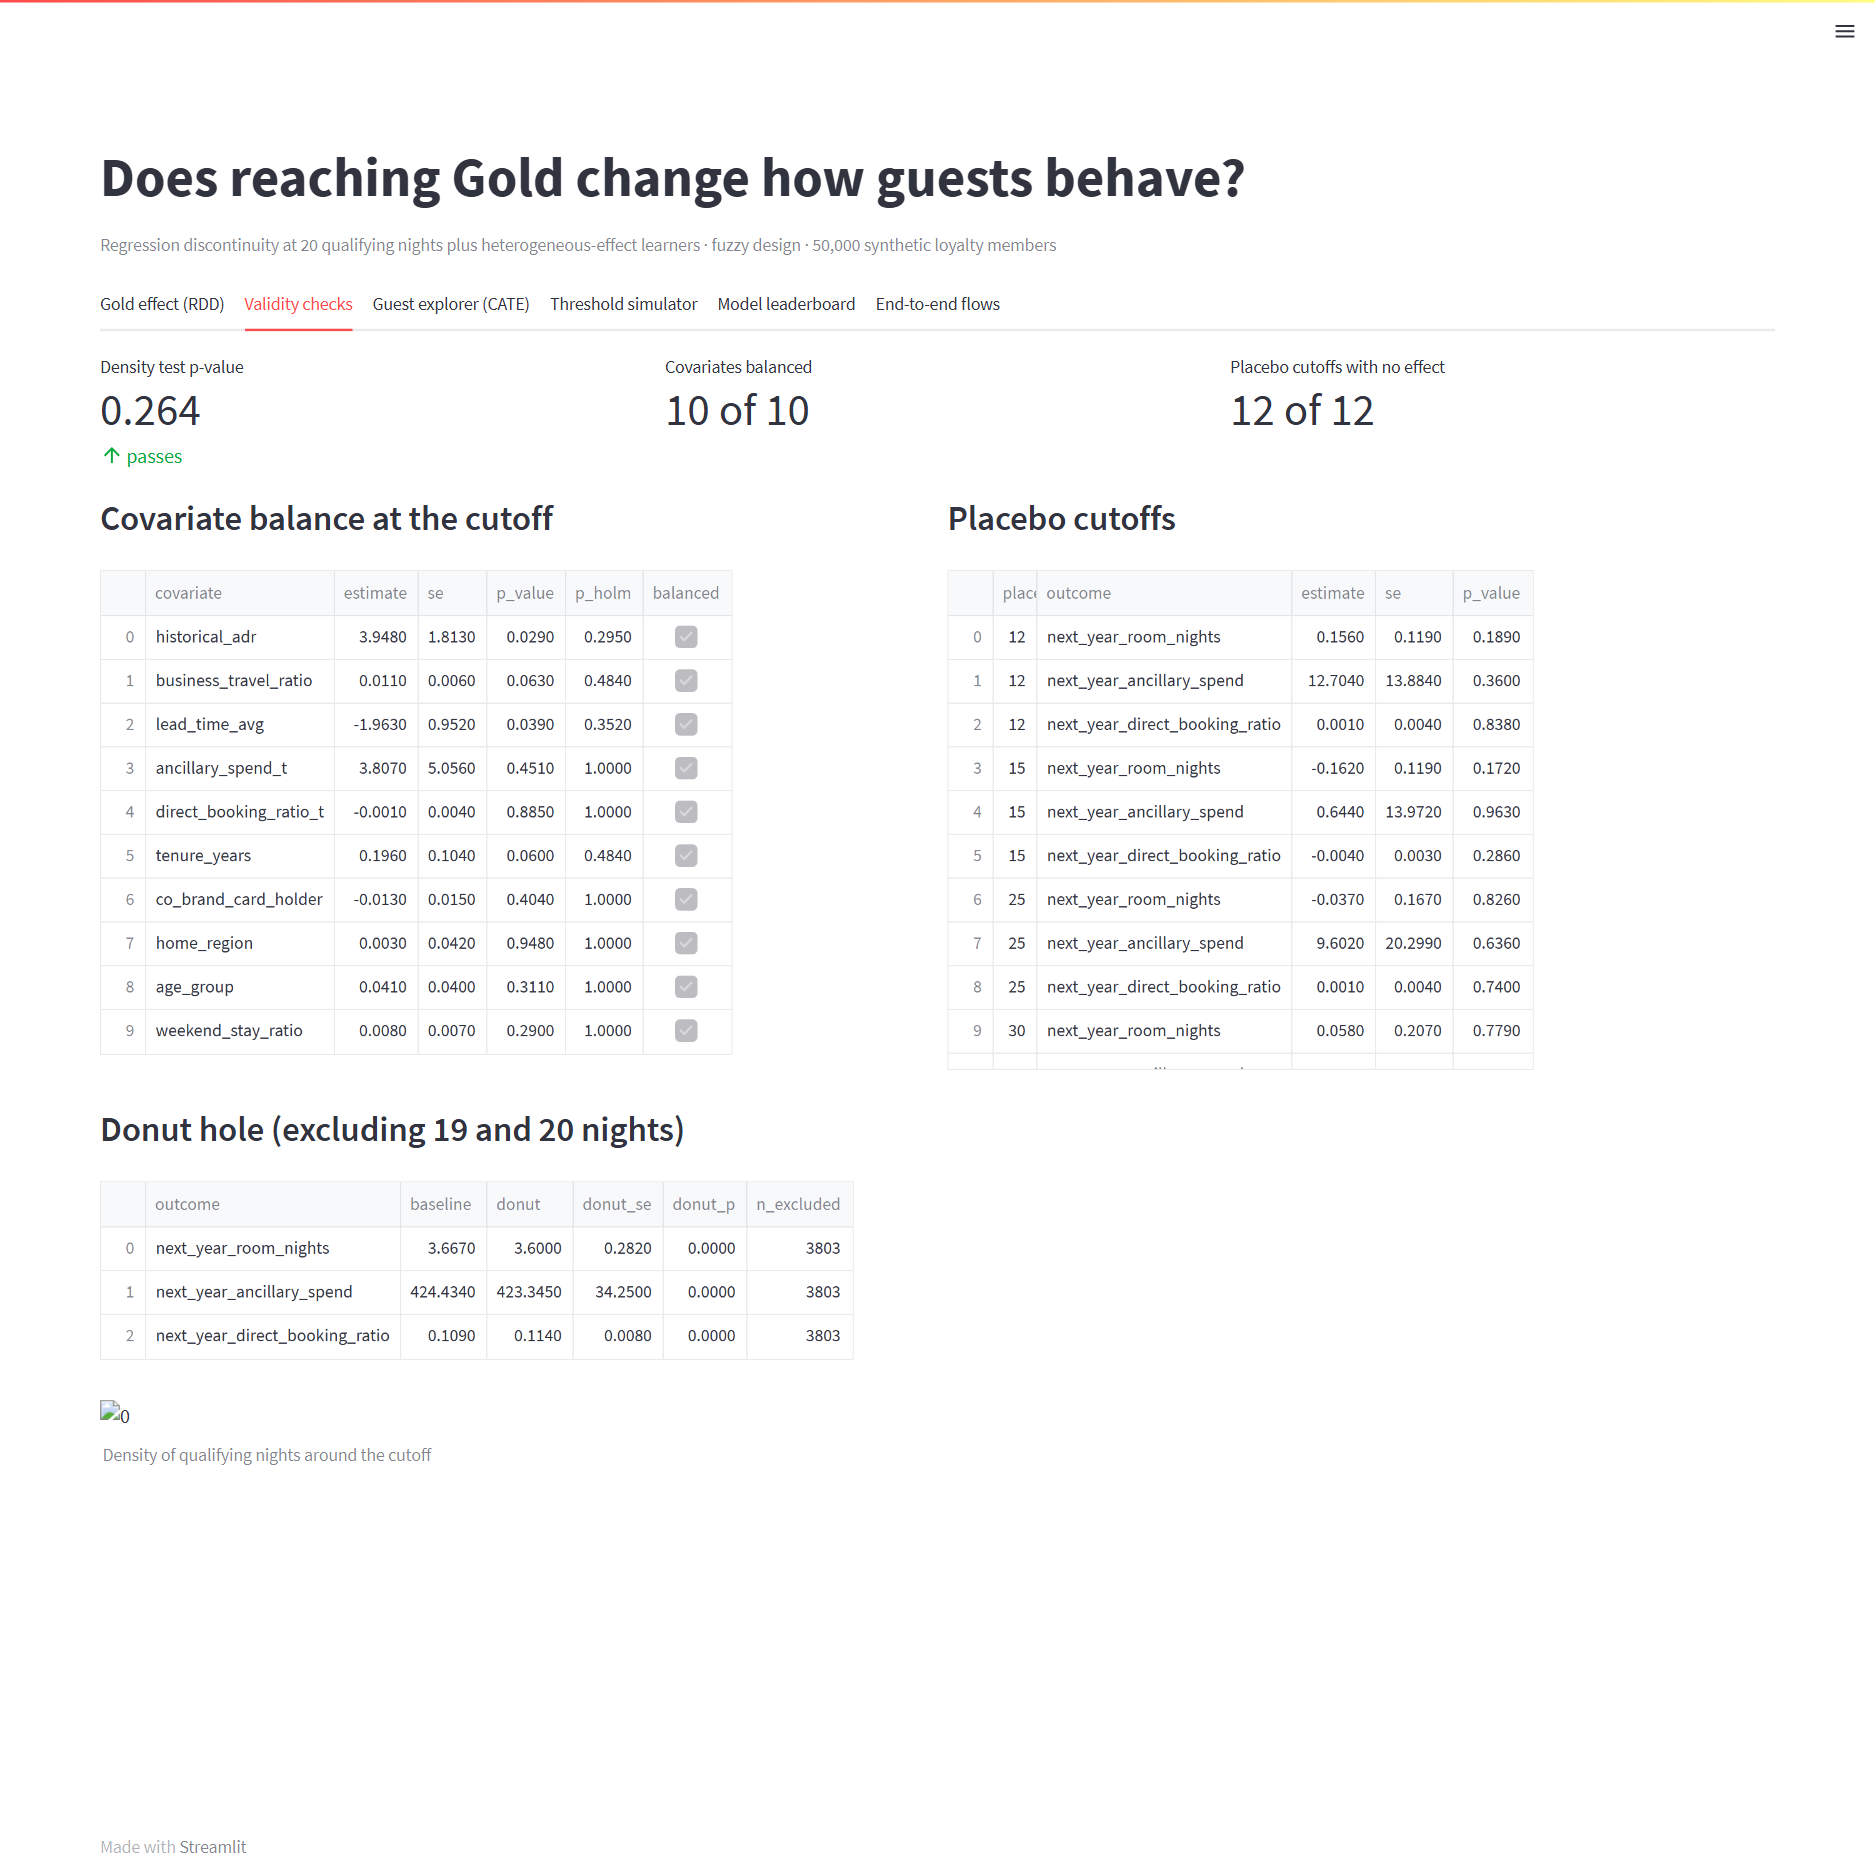 Does reaching Gold change how guests behave?
Regression discontinuity at 20 qualifying nights plus heterogeneous-effect learners · fuzzy design · 50,000 synthetic loyalty members
Gold effect (RDD) Validity checks Guest explorer (CATE) Threshold simulator Model leaderboard End-to-end flows
Density test p-value
0.264
↑ passes
Covariates balanced
10 of 10
Placebo cutoffs with no effect
12 of 12
Covariate balance at the cutoff
covariate estimate se p_value p_holm balanced
0 historical_adr 3.9480 1.8130 0.0290 0.2950
1 business_travel_ratio 0.0110 0.0060 0.0630 0.4840
2 lead_time_avg -1.9630 0.9520 0.0390 0.3520
3 ancillary_spend_t 3.8070 5.0560 0.4510 1.0000
4 direct_booking_ratio_t -0.0010 0.0040 0.8850 1.0000
5 tenure_years 0.1960 0.1040 0.0600 0.4840
6 co_brand_card_holder -0.0130 0.0150 0.4040 1.0000
7 home_region 0.0030 0.0420 0.9480 1.0000
8 age_group 0.0410 0.0400 0.3110 1.0000
9 weekend_stay_ratio 0.0080 0.0070 0.2900 1.0000
Placebo cutoffs
place outcome estimate se p_value
0 12 next_year_room_nights 0.1560 0.1190 0.1890
1 12 next_year_ancillary_spend 12.7040 13.8840 0.3600
2 12 next_year_direct_booking_ratio 0.0010 0.0040 0.8380
3 15 next_year_room_nights -0.1620 0.1190 0.1720
4 15 next_year_ancillary_spend 0.6440 13.9720 0.9630
5 15 next_year_direct_booking_ratio -0.0040 0.0030 0.2860
6 25 next_year_room_nights -0.0370 0.1670 0.8260
7 25 next_year_ancillary_spend 9.6020 20.2990 0.6360
8 25 next_year_direct_booking_ratio 0.0010 0.0040 0.7400
9 30 next_year_room_nights 0.0580 0.2070 0.7790
Donut hole (excluding 19 and 20 nights)
outcome baseline donut donut_se donut_p n_excluded
0 next_year_room_nights 3.6670 3.6000 0.2820 0.0000 3803
1 next_year_ancillary_spend 424.4340 423.3450 34.2500 0.0000 3803
2 next_year_direct_booking_ratio 0.1090 0.1140 0.0080 0.0000 3803
0
Density of qualifying nights around the cutoff
Made with Streamlit